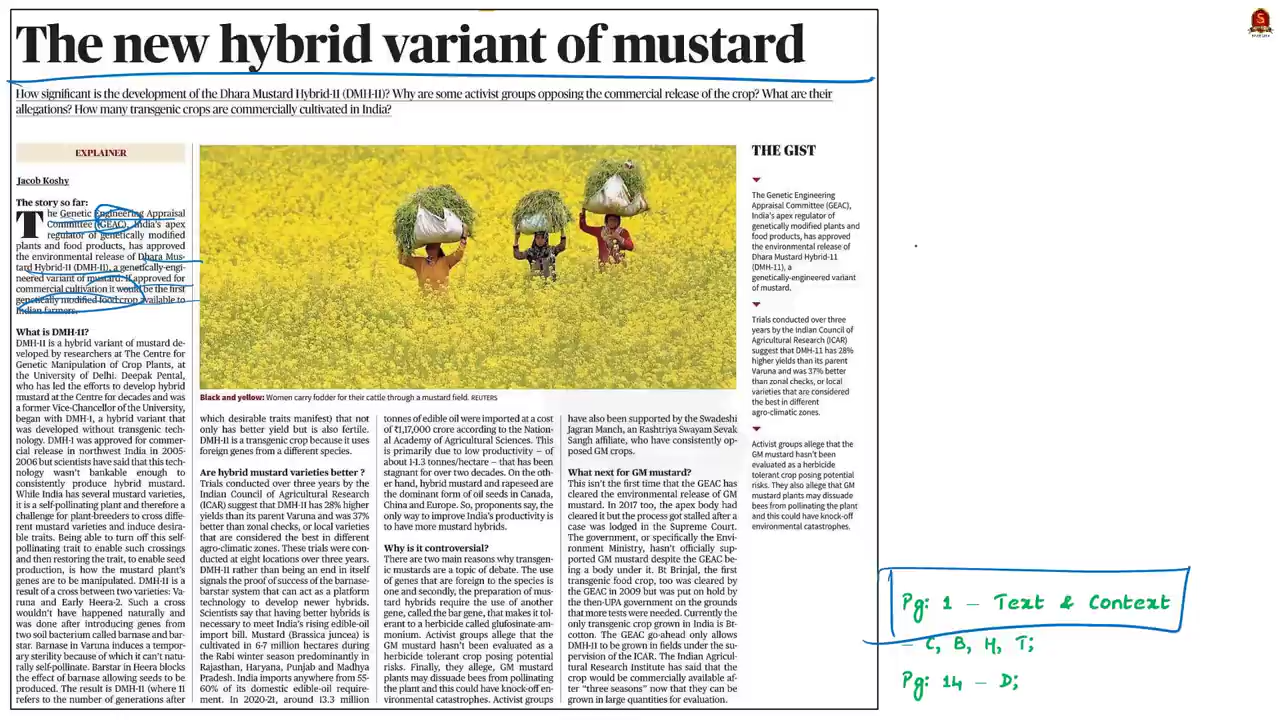 The new hybrid variant of mustard
How significant is the development of the Dhara Mustard Hybrid-11 (DMH-11)? Why are some activist groups opposing the commercial release of the crop? What are their
allegations? How many transgenic crops are commercially cultivated in India?
EXPLAINER
Jacob Koshy
The story so far:
The Genetic Engineering Appraisal
Committee (GEAC), India's apex
regulator of genetically modified
plants and food products, has approved
the environmental release of Dhara Mus-
tard Hybrid-11 (DMH-11), a genetically-engi-
neered variant of mustard. If approved for
commercial cultivation it would be the first
genetically modified food crop available to
Indian farmers.
What is DMH-11?
DMH-11 is a hybrid variant of mustard de-
veloped by researchers at The Centre for
Genetic Manipulation of Crop Plants, at
the University of Delhi. Deepak Pental,
who has led the efforts to develop hybrid
mustard at the Centre for decades and was
a former Vice-Chancellor of the University,
began with DMH-1, a hybrid variant that
was developed without transgenic tech-
nology. DMH-1 was approved for commer-
cial release in northwest India in 2005-
2006 but scientists have said that this tech-
nology wasn't bankable enough to
consistently produce hybrid mustard.
While India has several mustard varieties,
it is a self-pollinating plant and therefore a
challenge for plant-breeders to cross differ-
ent mustard varieties and induce desira-
ble traits. Being able to turn off this self-
pollinating trait to enable such crossings
and then restoring the trait, to enable seed
production, is how the mustard plant's
genes are to be manipulated. DMH-11 is a
result of a cross between two varieties: Va-
runa and Early Heera-2. Such a cross
wouldn't have happened naturally and
was done after introducing genes from
two soil bacterium called barnase and bar-
star. Barnase in Varuna induces a tempo-
rary sterility because of which it can't natu-
rally self-pollinate. Barstar in Heera blocks
the effect of barnase allowing seeds to be
produced. The result is DMH-11 (where 11
refers to the number of generations after
Black and yellow: Women carry fodder for their cattle through a mustard field. REUTERS
which desirable traits manifest) that not
only has better yield but is also fertile.
DMH-11 is a transgenic crop because it uses
foreign genes from a different species.
Are hybrid mustard varieties better ?
Trials conducted over three years by the
Indian Council of Agricultural Research
(ICAR) suggest that DMH-11 has 28% higher
yields than its parent Varuna and was 37%
better than zonal checks, or local varieties
that are considered the best in different
agro-climatic zones. These trials were con-
ducted at eight locations over three years.
DMH-11 rather than being an end in itself
signals the proof of success of the barnase-
barstar system that can act as a platform
technology to develop newer hybrids.
Scientists say that having better hybrids is
necessary to meet India's rising edible-oil
import bill. Mustard (Brassica juncea) is
cultivated in 6-7 million hectares during
the Rabi winter season predominantly in
Rajasthan, Haryana, Punjab and Madhya
Pradesh. India imports anywhere from 55-
60% of its domestic edible-oil require-
ment. In 2020-21, around 13.3 million
tonnes of edible oil were imported at a cost
of ₹1,17,000 crore according to the Nation-
al Academy of Agricultural Sciences. This
is primarily due to low productivity – of
about 1-1.3 tonnes/hectare – that has been
stagnant for over two decades. On the oth-
er hand, hybrid mustard and rapeseed are
the dominant form of oil seeds in Canada,
China and Europe. So, proponents say, the
only way to improve India's productivity is
to have more mustard hybrids.
Why is it controversial?
There are two main reasons why transgen-
ic mustards are a topic of debate. The use
of genes that are foreign to the species is
one and secondly, the preparation of mus-
tard hybrids require the use of another
gene, called the bar gene, that makes it tol-
erant to a herbicide called glufosinate-am-
monium. Activist groups allege that the
GM mustard hasn't been evaluated as a
herbicide tolerant crop posing potential
risks. Finally, they allege, GM mustard
plants may dissuade bees from pollinating
the plant and this could have knock-off en-
vironmental catastrophes. Activist groups
have also been supported by the Swadeshi
Jagran Manch, an Rashtriya Swayam Sevak
Sangh affiliate, who have consistently op-
posed GM crops.
What next for GM mustard?
This isn't the first time that the GEAC has
cleared the environmental release of GM
mustard. In 2017 too, the apex body had
cleared it but the process got stalled after a
case was lodged in the Supreme Court.
The government, or specifically the Envi-
ronment Ministry, hasn't officially sup-
ported GM mustard despite the GEAC be-
ing a body under it. Bt Brinjal, the first
transgenic food crop, too was cleared by
the GEAC in 2009 but was put on hold by
the then-UPA government on the grounds
that more tests were needed. Currently the
only transgenic crop grown in India is Bt-
cotton. The GEAC go-ahead only allows
DMH-11 to be grown in fields under the su-
pervision of the ICAR. The Indian Agricul-
tural Research Institute has said that the
crop would be commercially available af-
ter "three seasons" now that they can be
grown in large quantities for evaluation.
THE GIST
The Genetic Engineering
Appraisal Committee (GEAC),
India's apex regulator of
genetically modified plants and
food products, has approved
the environmental release of
Dhara Mustard Hybrid-11
(DMH-11), a
genetically-engineered variant
of mustard.
Trials conducted over three
years by the Indian Council of
Agricultural Research (ICAR)
suggest that DMH-11 has 28%
higher yields than its parent
Varuna and was 37% better
than zonal checks, or local
varieties that are considered
the best in different
agro-climatic zones.
Activist groups allege that the
GM mustard hasn't been
evaluated as a herbicide
tolerant crop posing potential
risks. They also allege that GM
mustard plants may dissuade
bees from pollinating the plant
and this could have knock-off
environmental catastrophes.
Pg: 1 – Text & Context
– C, B, H, T;
Pg: 14 – D;